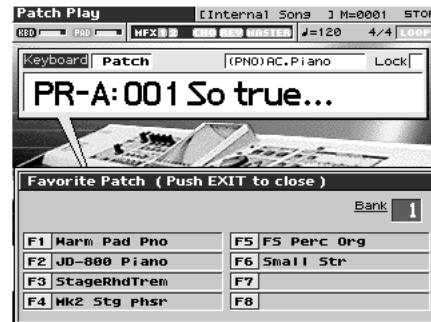 Patch Play [Internal Song ] M=0001 STOP
KBD PAD MFX 1 2 CHO REV MASTER ♩=120 4/4 LOOP
Keyboard Patch (PNO)AC.Piano Lock
PR-A:001 So true...
Favorite Patch (Push EXIT to close)
Bank 1
F1 Warm Pad Pno F5 FS Perc Org
F2 JD-800 Piano F6 Small Str
F3 StageRhdTrem F7
F4 Mk2 Stg phsr F8